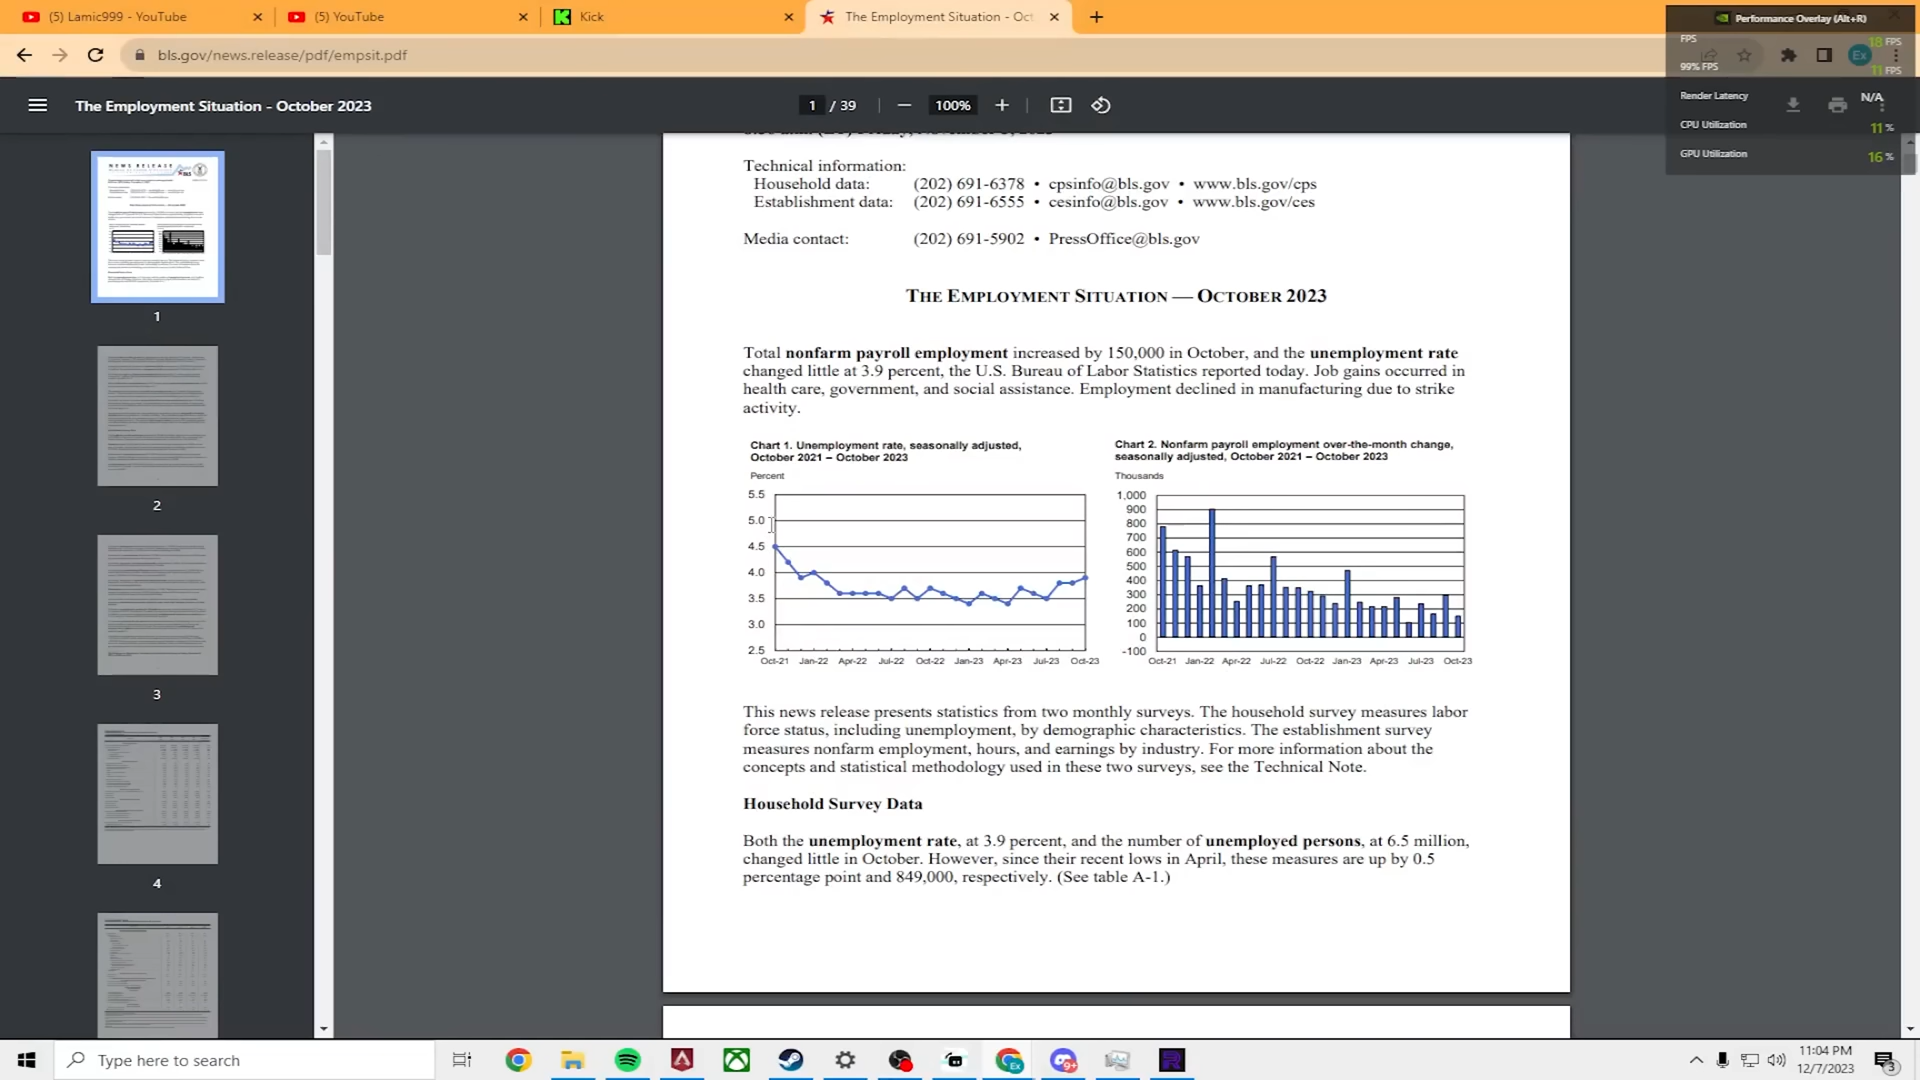 (5) Lamic999 - YouTube
(5) YouTube
Kick
The Employment Situation - Oct
Performance Overlay (Alt+R)
FPS
18 FPS
99% FPS
11 FPS
Render Latency
N/A
CPU Utilization
11 %
GPU Utilization
16 %
bls.gov/news.release/pdf/empsit.pdf
Ex
The Employment Situation - October 2023
1 / 39
100%
Technical information:
Household data: (202) 691-6378 • cpsinfo@bls.gov • www.bls.gov/cps
Establishment data: (202) 691-6555 • cesinfo@bls.gov • www.bls.gov/ces
Media contact: (202) 691-5902 • PressOffice@bls.gov
THE EMPLOYMENT SITUATION — OCTOBER 2023
Total nonfarm payroll employment increased by 150,000 in October, and the unemployment rate
changed little at 3.9 percent, the U.S. Bureau of Labor Statistics reported today. Job gains occurred in
health care, government, and social assistance. Employment declined in manufacturing due to strike
activity.
Chart 1. Unemployment rate, seasonally adjusted,
October 2021 – October 2023
Percent
5.5
5.0
4.5
4.0
3.5
3.0
2.5
Oct-21 Jan-22 Apr-22 Jul-22 Oct-22 Jan-23 Apr-23 Jul-23 Oct-23
Chart 2. Nonfarm payroll employment over-the-month change,
seasonally adjusted, October 2021 – October 2023
Thousands
1,000
900
800
700
600
500
400
300
200
100
0
-100
Oct-21 Jan-22 Apr-22 Jul-22 Oct-22 Jan-23 Apr-23 Jul-23 Oct-23
This news release presents statistics from two monthly surveys. The household survey measures labor
force status, including unemployment, by demographic characteristics. The establishment survey
measures nonfarm employment, hours, and earnings by industry. For more information about the
concepts and statistical methodology used in these two surveys, see the Technical Note.
Household Survey Data
Both the unemployment rate, at 3.9 percent, and the number of unemployed persons, at 6.5 million,
changed little in October. However, since their recent lows in April, these measures are up by 0.5
percentage point and 849,000, respectively. (See table A-1.)
NEWS RELEASE
BLS
1
2
3
4
Type here to search
Ex
9+
11:04 PM
12/7/2023
3